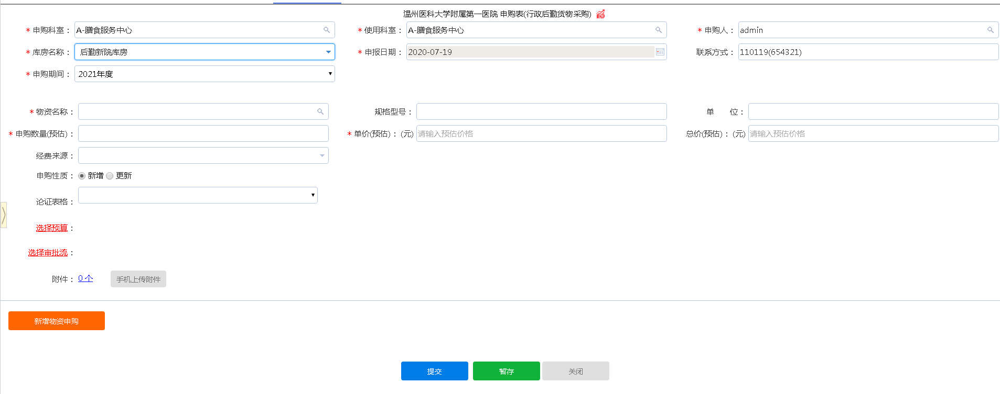 温州医科大学附属第一医院 申购表(行政后勤货物采购)
* 申购科室： A-膳食服务中心 * 使用科室： A-膳食服务中心 * 申购人： admin
* 库房名称： 后勤新院库房 * 申报日期： 2020-07-19 联系方式： 110119(654321)
* 申购期间： 2021年度
* 物资名称： 规格型号： 单 位：
* 申购数量(预估)： * 单价(预估)：(元) 请输入预估价格 总价(预估)：(元) 请输入预估价格
经费来源：
申购性质： 新增 更新
论证表格：
选择预算：
选择审批流：
附件： 0 个 手机上传附件
新增物资申购
提交 暂存 关闭